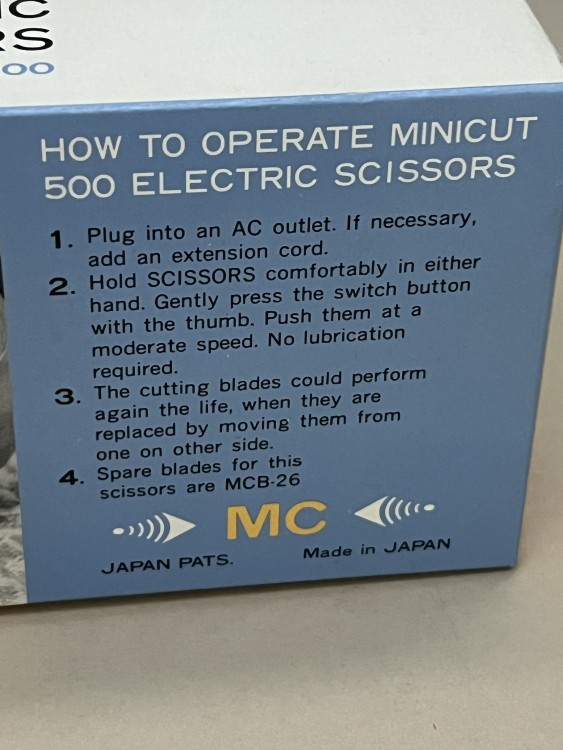 HOW TO OPERATE MINICUT
500 ELECTRIC SCISSORS
1. Plug into an AC outlet. If necessary,
add an extension cord.
2. Hold SCISSORS comfortably in either
hand. Gently press the switch button
with the thumb. Push them at a
moderate speed. No lubrication
required.
3. The cutting blades could perform
again the life, when they are
replaced by moving them from
one on other side.
4. Spare blades for this
scissors are MCB-26
MC
JAPAN PATS. Made in JAPAN